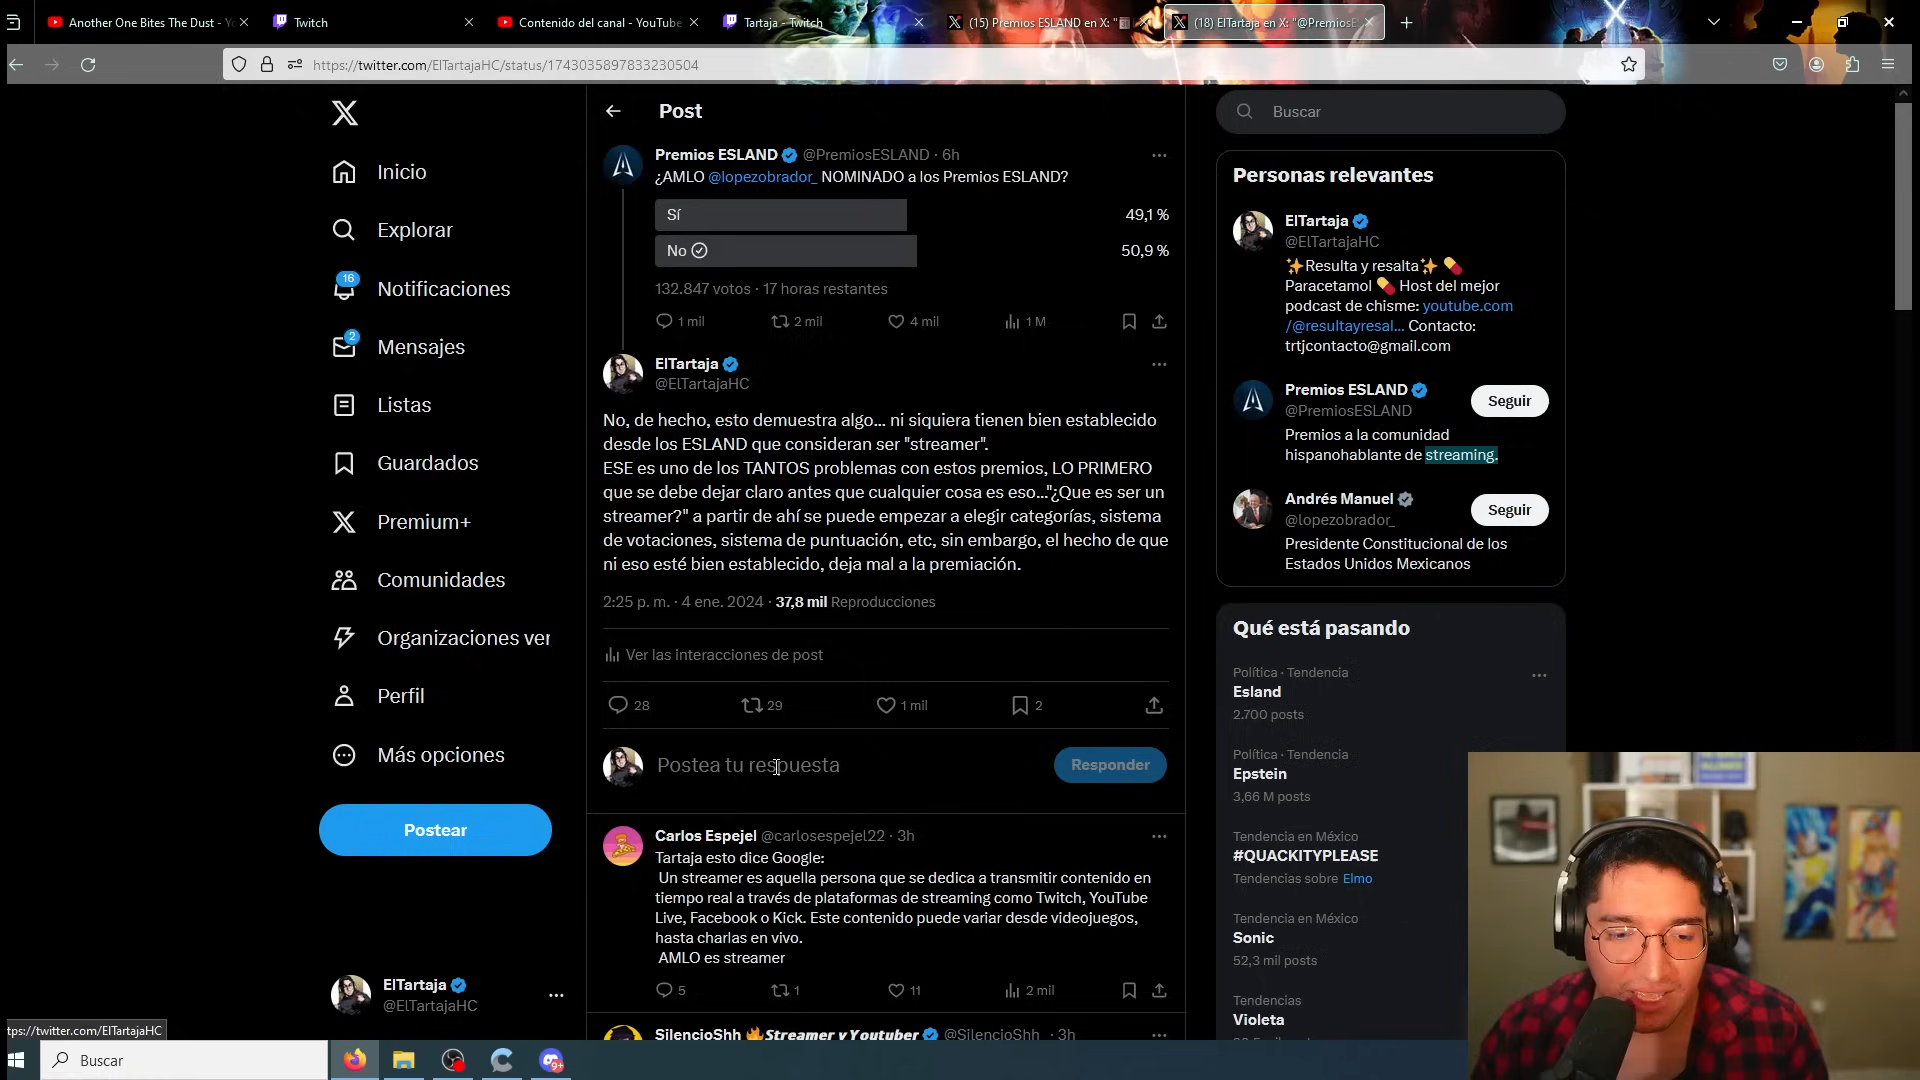 Another One Bites The Dust - Yo
Twitch
Contenido del canal - YouTube
Tartaja - Twitch
(15) Premios ESLAND en X: "
(18) ElTartaja en X: "@PremiosE
https://twitter.com/ElTartajaHC/status/1743035897833230504
Inicio
Explorar
16
Notificaciones
2
Mensajes
Listas
Guardados
Premium+
Comunidades
Organizaciones ver
Perfil
Más opciones
Postear
ElTartaja
@ElTartajaHC
tps://twitter.com/ElTartajaHC
Post
Premios ESLAND @PremiosESLAND · 6h
¿AMLO @lopezobrador_ NOMINADO a los Premios ESLAND?
Sí 49,1 %
No 50,9 %
132.847 votos · 17 horas restantes
1 mil 2 mil 4 mil 1 M
ElTartaja
@ElTartajaHC
No, de hecho, esto demuestra algo... ni siquiera tienen bien establecido
desde los ESLAND que consideran ser "streamer".
ESE es uno de los TANTOS problemas con estos premios, LO PRIMERO
que se debe dejar claro antes que cualquier cosa es eso..."¿Que es ser un
streamer?" a partir de ahí se puede empezar a elegir categorías, sistema
de votaciones, sistema de puntuación, etc, sin embargo, el hecho de que
ni eso esté bien establecido, deja mal a la premiación.
2:25 p. m. · 4 ene. 2024 · 37,8 mil Reproducciones
Ver las interacciones de post
28 29 1 mil 2
Postea tu respuesta
Responder
Carlos Espejel @carlosespejel22 · 3h
Tartaja esto dice Google:
Un streamer es aquella persona que se dedica a transmitir contenido en
tiempo real a través de plataformas de streaming como Twitch, YouTube
Live, Facebook o Kick. Este contenido puede variar desde videojuegos,
hasta charlas en vivo.
AMLO es streamer
5 1 11 2 mil
SilencioShh 🔥Streamer y Youtuber @SilencioShh · 3h
Buscar
Personas relevantes
ElTartaja
@ElTartajaHC
✨Resulta y resalta✨ 💊
Paracetamol 💊 Host del mejor
podcast de chisme: youtube.com
/@resultayresal... Contacto:
trtjcontacto@gmail.com
Premios ESLAND
@PremiosESLAND
Seguir
Premios a la comunidad
hispanohablante de streaming.
Andrés Manuel
@lopezobrador_
Seguir
Presidente Constitucional de los
Estados Unidos Mexicanos
Qué está pasando
Política · Tendencia
Esland
2.700 posts
Política · Tendencia
Epstein
3,66 M posts
Tendencia en México
#QUACKITYPLEASE
Tendencias sobre Elmo
Tendencia en México
Sonic
52,3 mil posts
Tendencias
Violeta
Buscar
9+